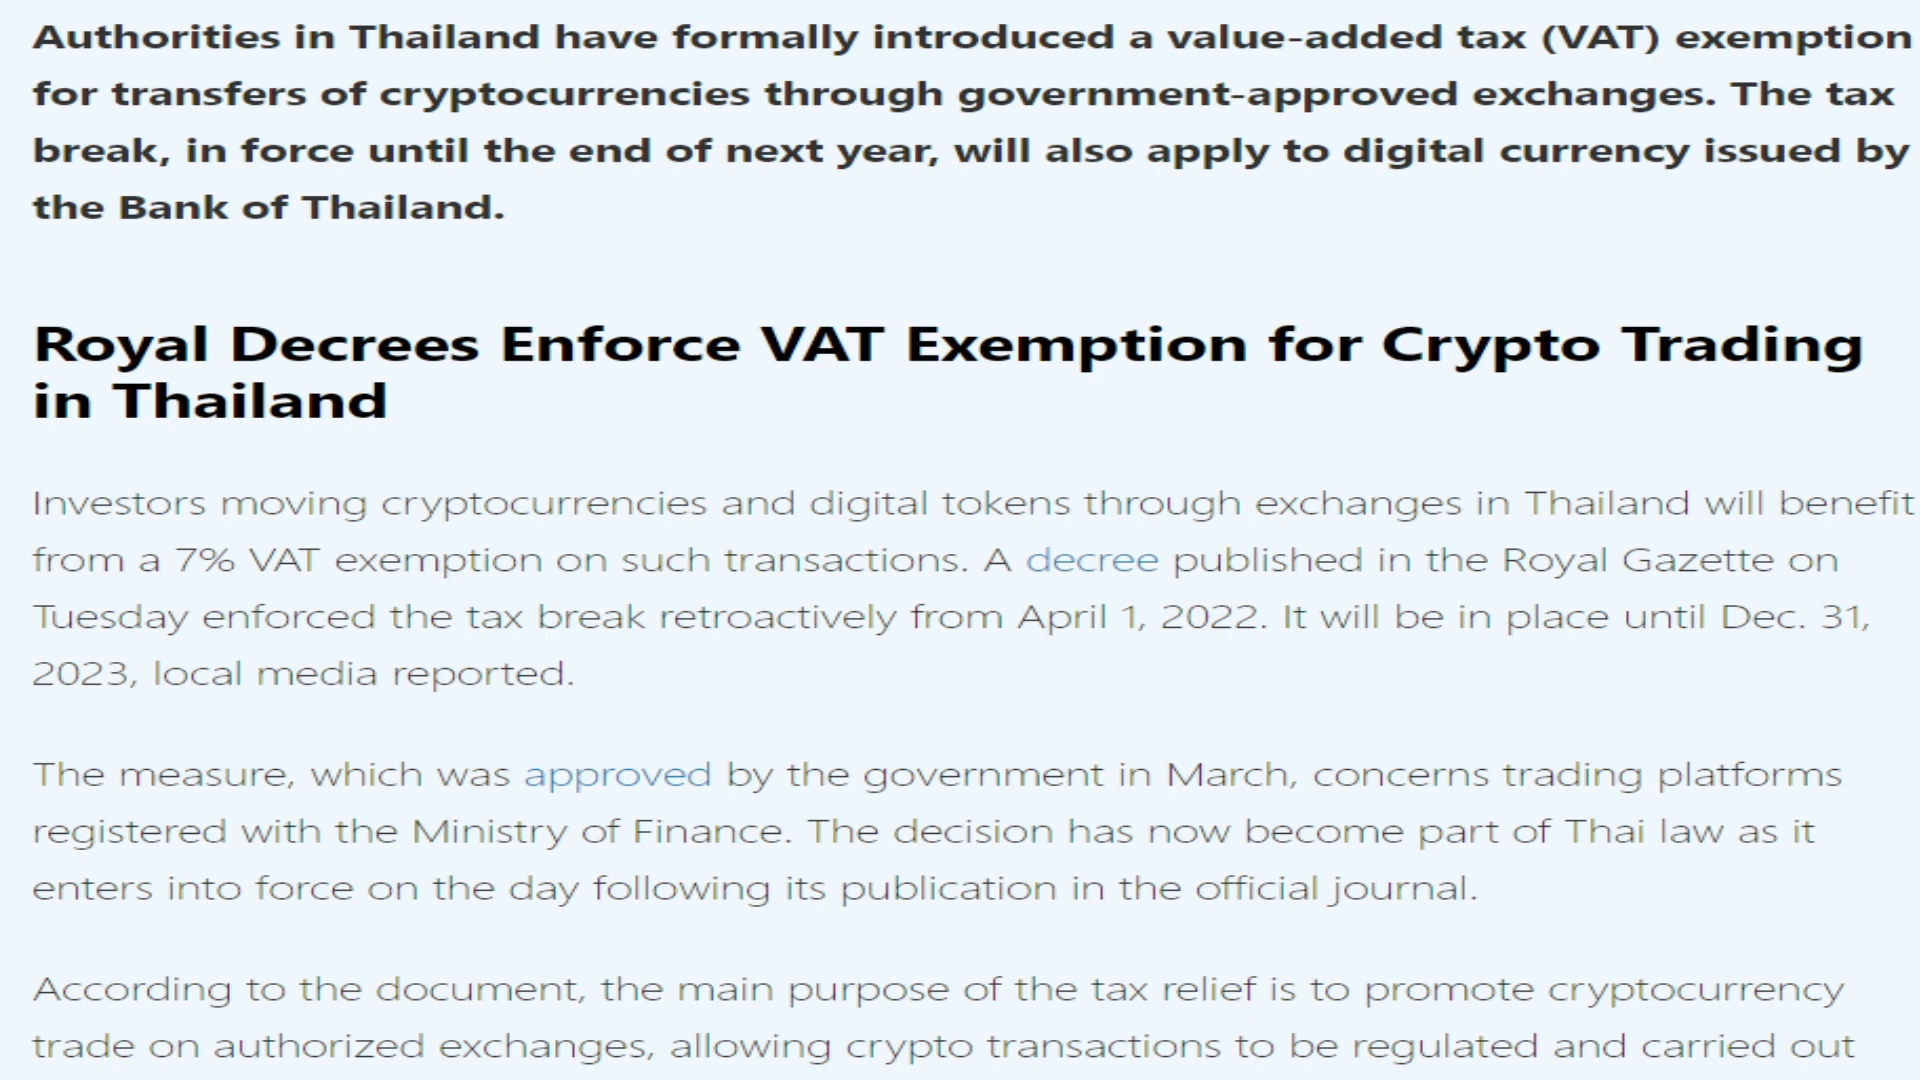 Authorities in Thailand have formally introduced a value-added tax (VAT) exemption
for transfers of cryptocurrencies through government-approved exchanges. The tax
break, in force until the end of next year, will also apply to digital currency issued by
the Bank of Thailand.
Royal Decrees Enforce VAT Exemption for Crypto Trading
in Thailand
Investors moving cryptocurrencies and digital tokens through exchanges in Thailand will benefit
from a 7% VAT exemption on such transactions. A decree published in the Royal Gazette on
Tuesday enforced the tax break retroactively from April 1, 2022. It will be in place until Dec. 31,
2023, local media reported.
The measure, which was approved by the government in March, concerns trading platforms
registered with the Ministry of Finance. The decision has now become part of Thai law as it
enters into force on the day following its publication in the official journal.
According to the document, the main purpose of the tax relief is to promote cryptocurrency
trade on authorized exchanges, allowing crypto transactions to be regulated and carried out